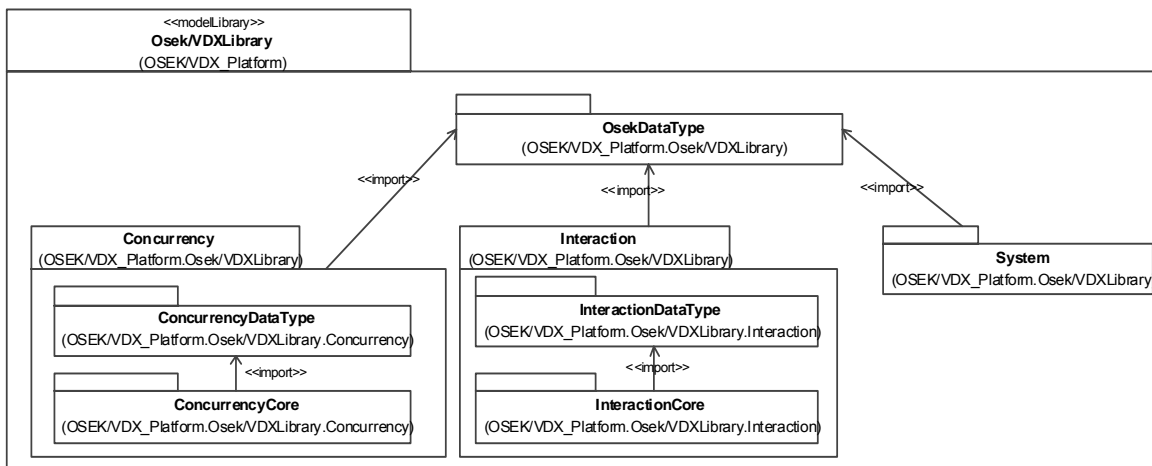 <<modelLibrary>>
Osek/VDXLibrary
(OSEK/VDX_Platform)
OsekDataType
(OSEK/VDX_Platform.Osek/VDXLibrary)
<<import>>
<<import>>
<<import>>
Concurrency
(OSEK/VDX_Platform.Osek/VDXLibrary)
Interaction
(OSEK/VDX_Platform.Osek/VDXLibrary)
System
(OSEK/VDX_Platform.Osek/VDXLibrary
ConcurrencyDataType
(OSEK/VDX_Platform.Osek/VDXLibrary.Concurrency)
<<import>>
ConcurrencyCore
(OSEK/VDX_Platform.Osek/VDXLibrary.Concurrency)
InteractionDataType
(OSEK/VDX_Platform.Osek/VDXLibrary.Interaction)
<<import>>
InteractionCore
(OSEK/VDX_Platform.Osek/VDXLibrary.Interaction)